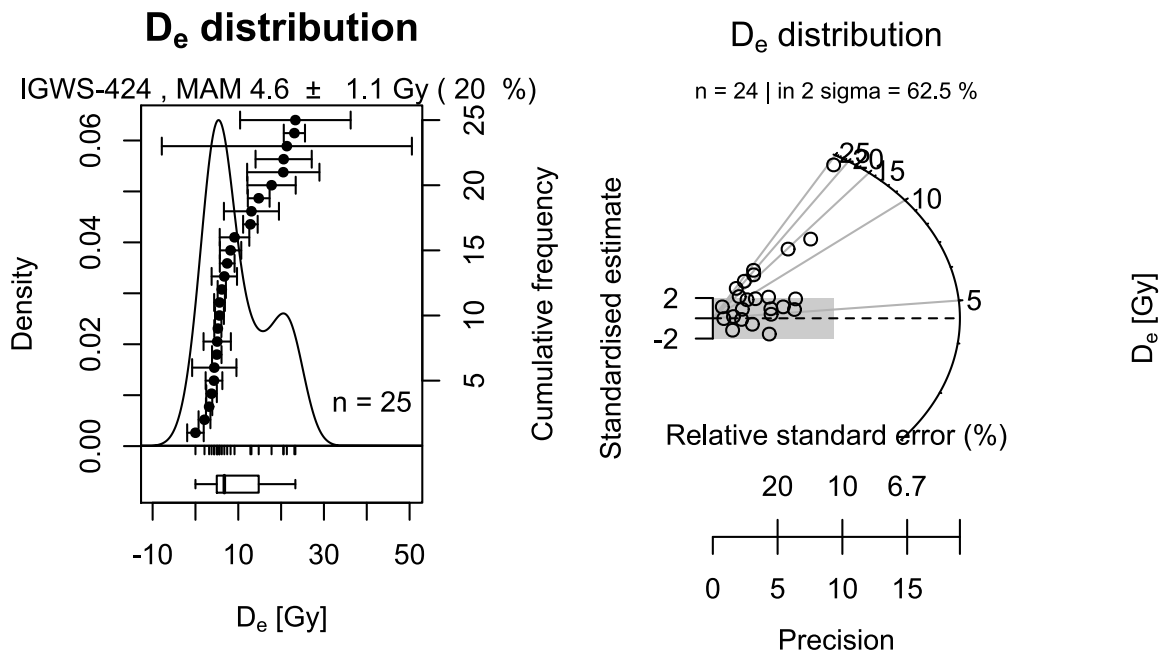 Dₑ distribution
IGWS-424 , MAM 4.6 ± 1.1 Gy ( 20 %)
Density
0.00
0.02
0.04
0.06
5
10
15
20
25
Cumulative frequency
n = 25
-10
10
30
50
Dₑ [Gy]
Dₑ distribution
n = 24 | in 2 sigma = 62.5 %
Standardised estimate
2
-2
25
20
15
10
5
Dₑ [Gy]
Relative standard error (%)
20
10
6.7
0
5
10
15
Precision